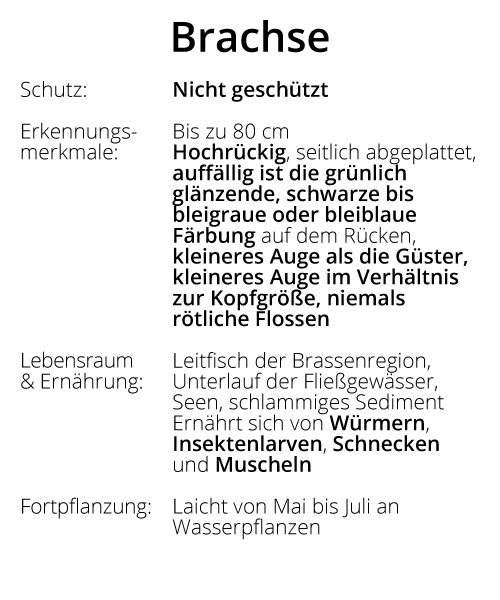 Brachse
Schutz: Nicht geschützt
Erkennungs- Bis zu 80 cm
merkmale: Hochrückig, seitlich abgeplattet,
auffällig ist die grünlich
glänzende, schwarze bis
bleigraue oder bleiblaue
Färbung auf dem Rücken,
kleineres Auge als die Güster,
kleineres Auge im Verhältnis
zur Kopfgröße, niemals
rötliche Flossen
Lebensraum Leitfisch der Brassenregion,
& Ernährung: Unterlauf der Fließgewässer,
Seen, schlammiges Sediment
Ernährt sich von Würmern,
Insektenlarven, Schnecken
und Muscheln
Fortpflanzung: Laicht von Mai bis Juli an
Wasserpflanzen